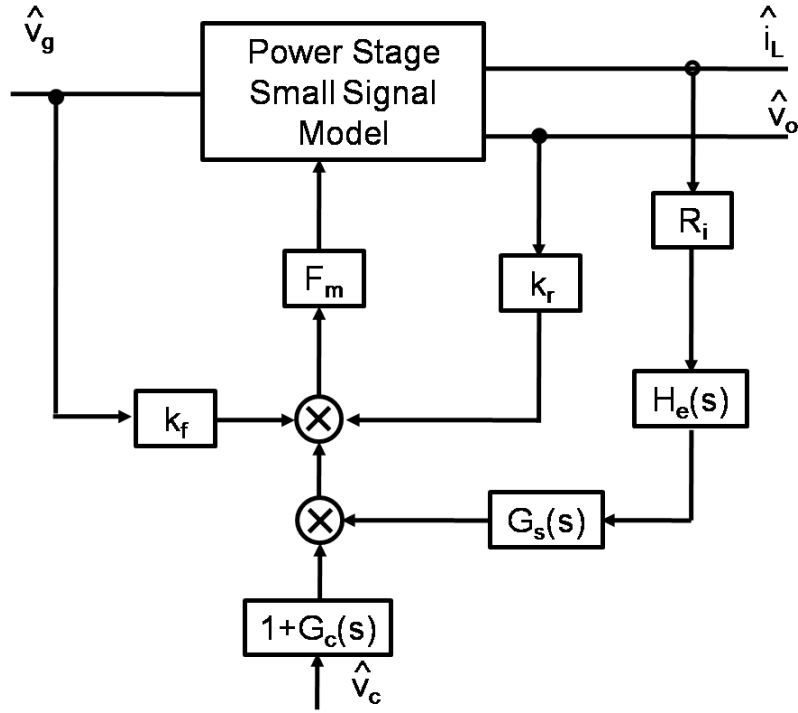 v̂g
Power Stage
Small Signal
Model
îL
v̂o
Ri
Fm
kr
He(s)
kf
Gs(s)
1+Gc(s)
v̂c